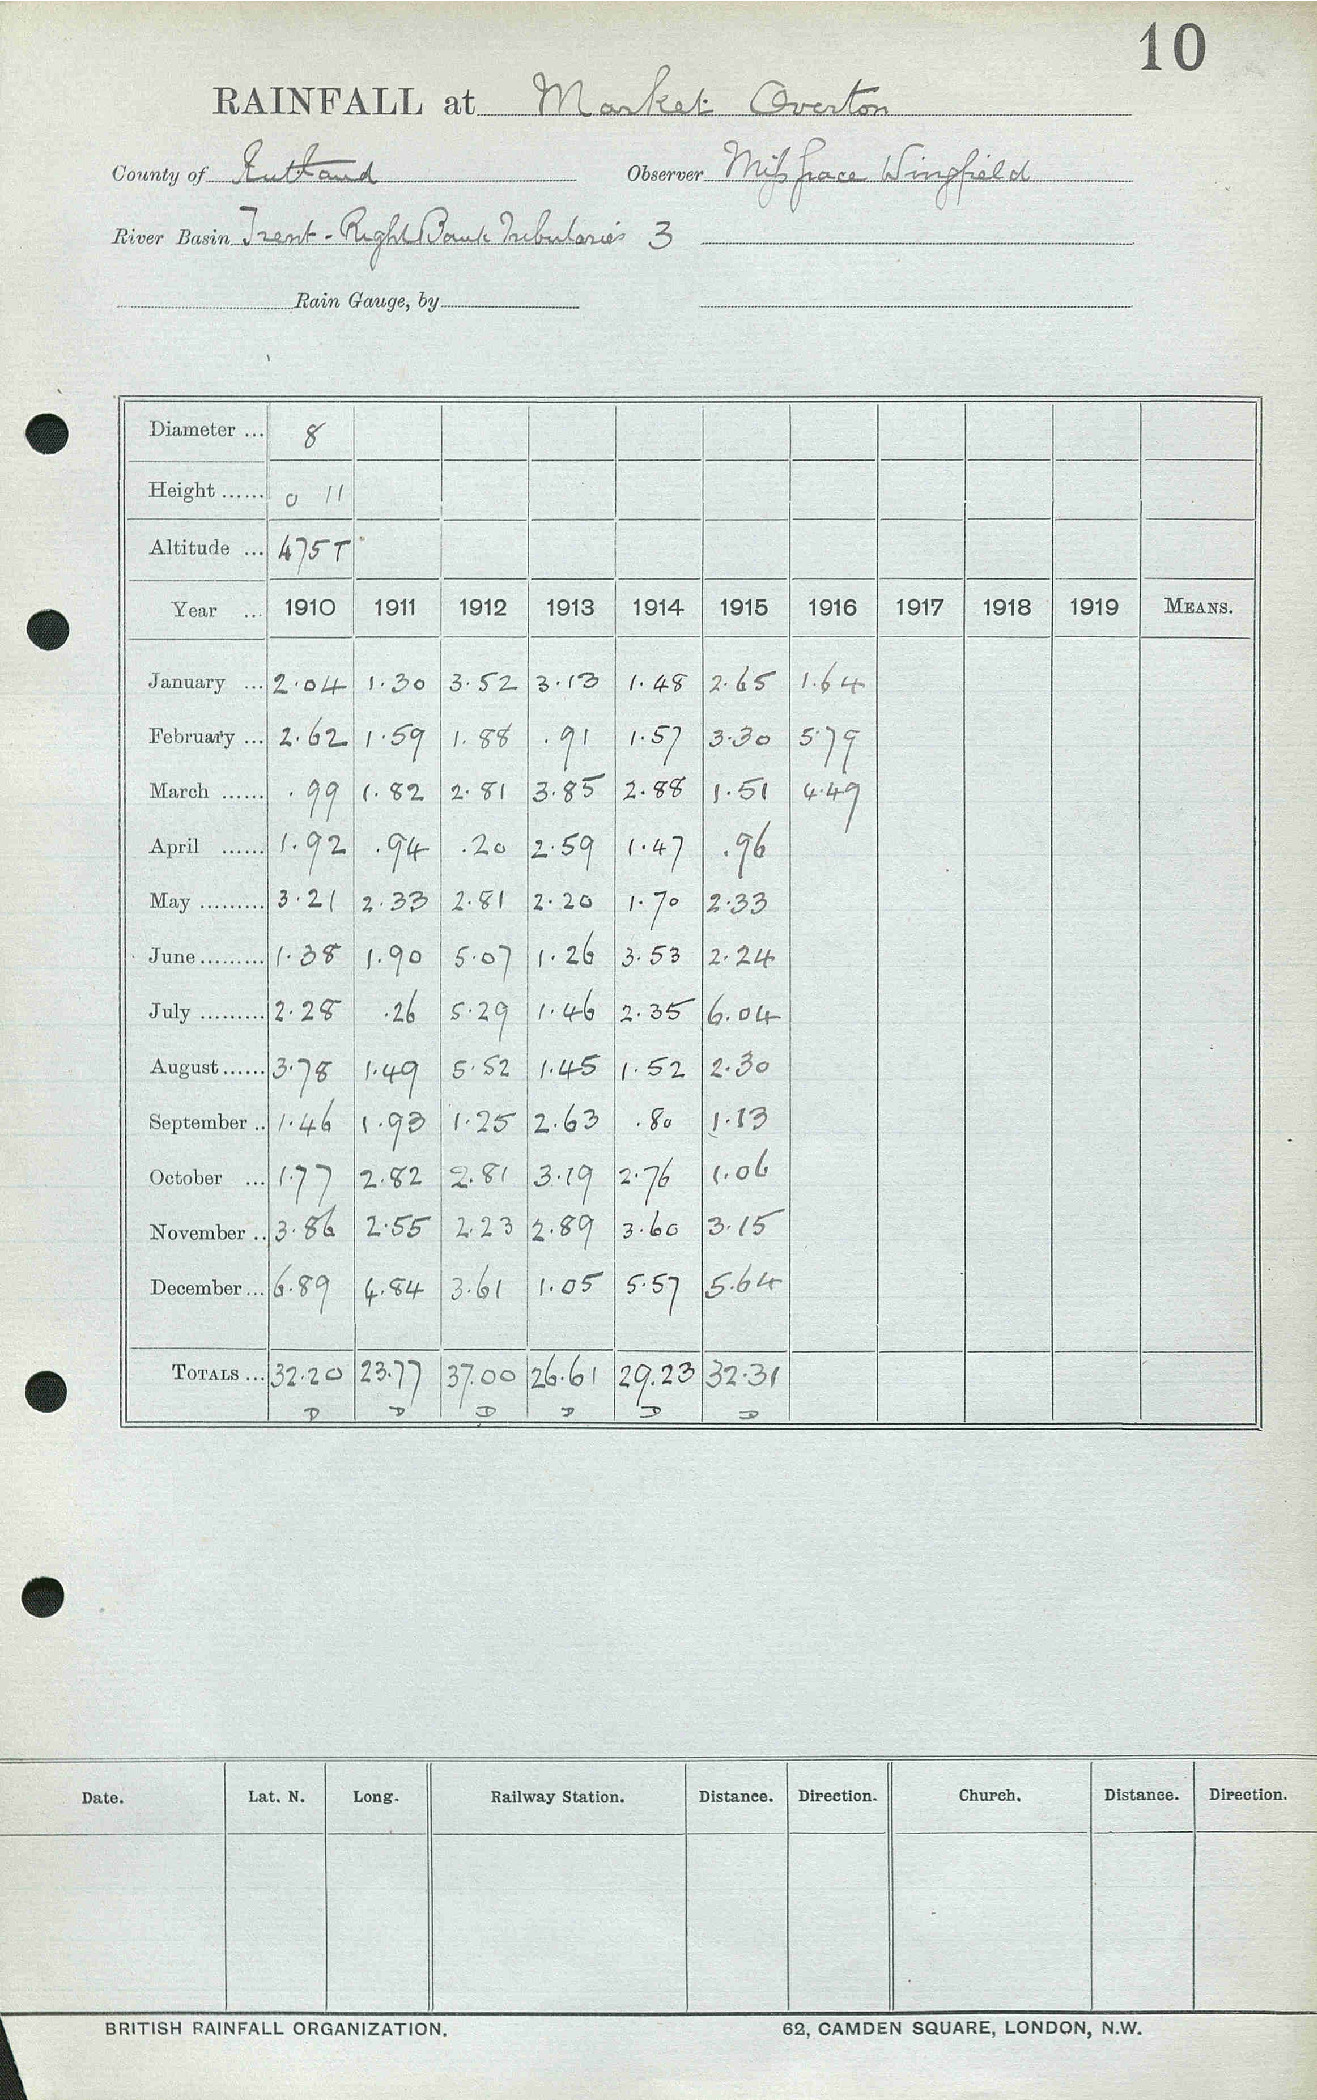 10
RAINFALL at Market Overton
County of Rutland Observer Miss Grace Wingfield
River Basin Trent - Right Bank Tributaries 3
Rain Gauge, by
Diameter ... 8
Height ...... 0 11
Altitude ... 475 T
Year ... 1910 1911 1912 1913 1914 1915 1916 1917 1918 1919 MEANS.
January ... 2.04 1.30 3.52 3.13 1.48 2.65 1.64
February ... 2.62 1.59 1.88 .91 1.57 3.30 5.79
March ...... .99 1.82 2.81 3.85 2.88 1.51 4.49
April ...... 1.92 .94 .20 2.59 1.47 .96
May ......... 3.21 2.33 2.81 2.20 1.70 2.33
June ......... 1.38 1.90 5.07 1.26 3.53 2.24
July ......... 2.28 .26 5.29 1.46 2.35 6.04
August ...... 3.78 1.49 5.52 1.45 1.52 2.30
September .. 1.46 1.93 1.25 2.63 .80 1.13
October ... 1.77 2.82 2.81 3.19 2.76 1.06
November .. 3.86 2.55 2.23 2.89 3.60 3.15
December ... 6.89 4.84 3.61 1.05 5.57 5.64
TOTALS ... 32.20 23.77 37.00 26.61 29.23 32.31
D D D D D D
Date. Lat. N. Long. Railway Station. Distance. Direction. Church. Distance. Direction.
BRITISH RAINFALL ORGANIZATION. 62, CAMDEN SQUARE, LONDON, N.W.